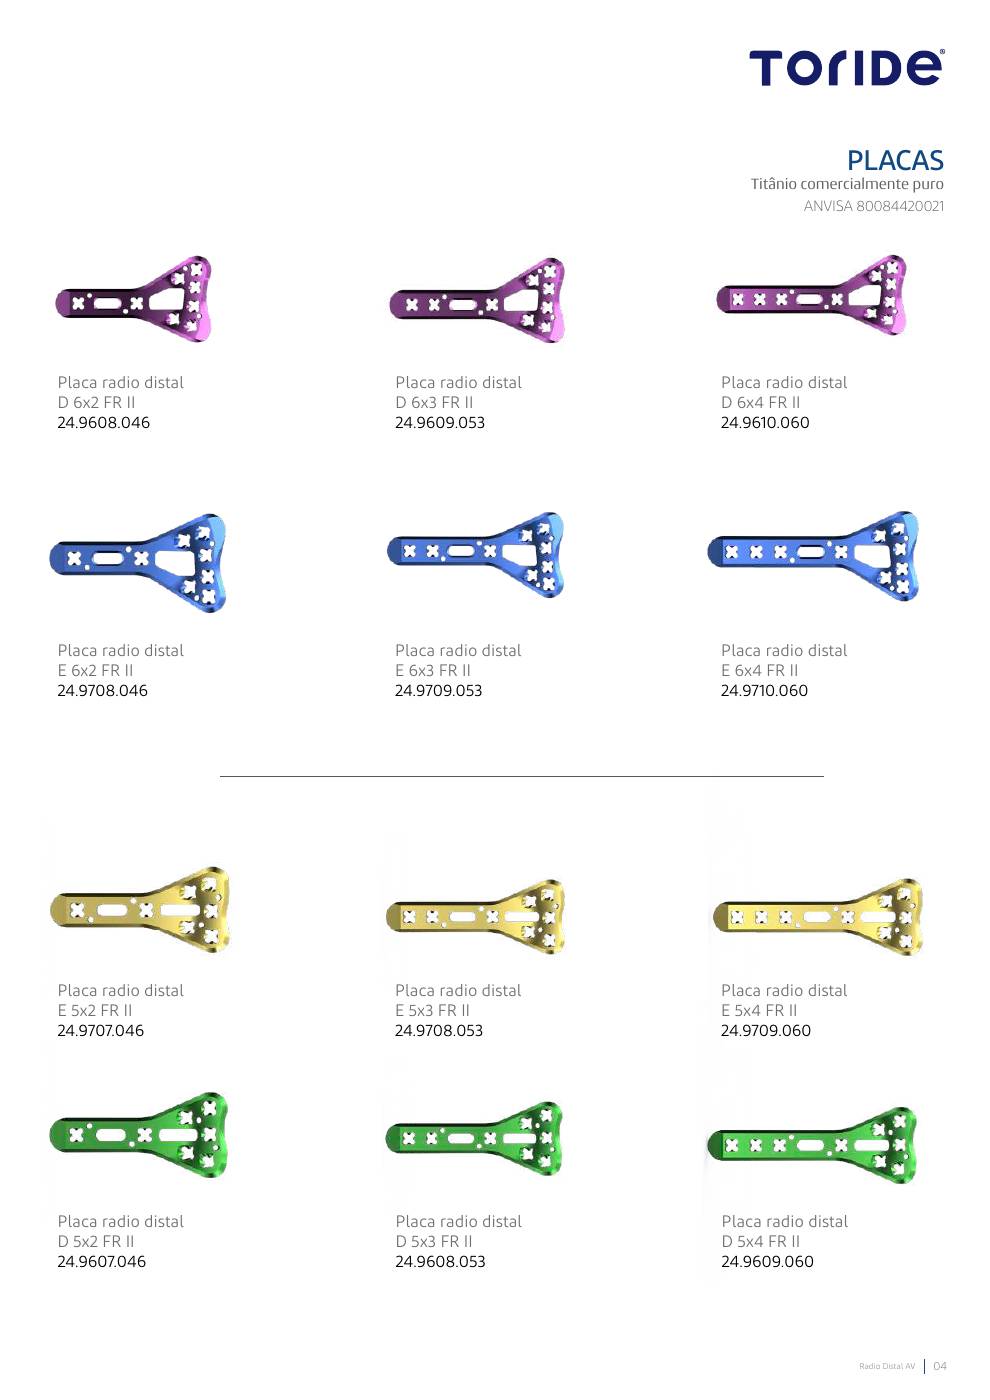 TORIDE®
PLACAS
Titânio comercialmente puro
ANVISA 80084420021
Placa radio distal
D 6x2 FR II
24.9608.046
Placa radio distal
D 6x3 FR II
24.9609.053
Placa radio distal
D 6x4 FR II
24.9610.060
Placa radio distal
E 6x2 FR II
24.9708.046
Placa radio distal
E 6x3 FR II
24.9709.053
Placa radio distal
E 6x4 FR II
24.9710.060
Placa radio distal
E 5x2 FR II
24.9707.046
Placa radio distal
E 5x3 FR II
24.9708.053
Placa radio distal
E 5x4 FR II
24.9709.060
Placa radio distal
D 5x2 FR II
24.9607.046
Placa radio distal
D 5x3 FR II
24.9608.053
Placa radio distal
D 5x4 FR II
24.9609.060
Radio Distal AV | 04